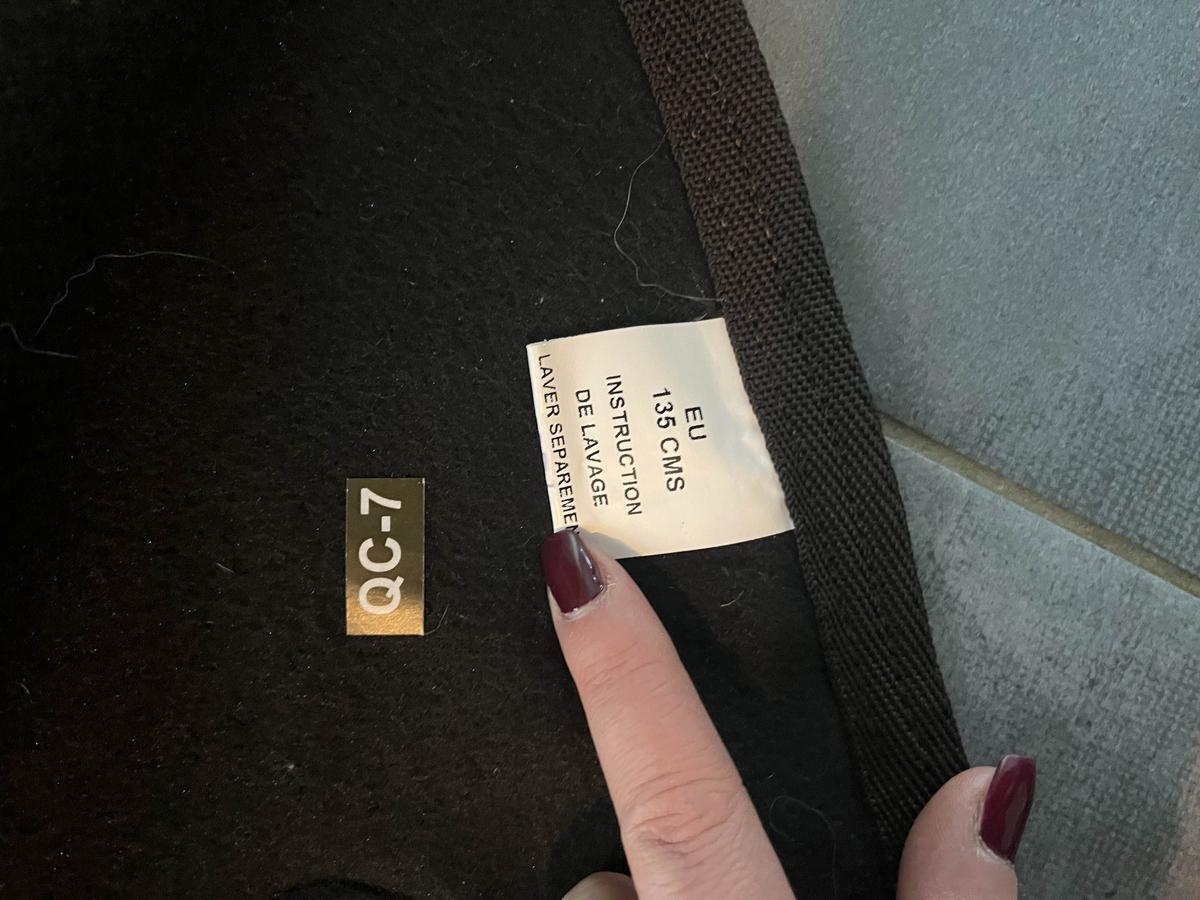 EU
135 CMS
INSTRUCTION
DE LAVAGE
LAVER SEPAREMEN
QC-7